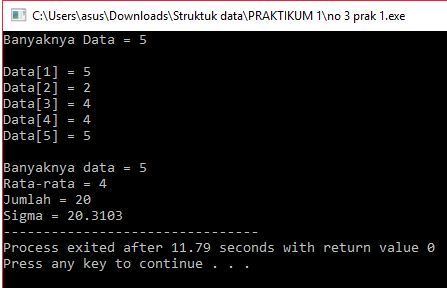 C:\Users\asus\Downloads\Struktuk data\PRAKTIKUM 1\no 3 prak 1.exe
Banyaknya Data = 5
Data[1] = 5
Data[2] = 2
Data[3] = 4
Data[4] = 4
Data[5] = 5
Banyaknya data = 5
Rata-rata = 4
Jumlah = 20
Sigma = 20.3103
--------------------------------
Process exited after 11.79 seconds with return value 0
Press any key to continue . . .